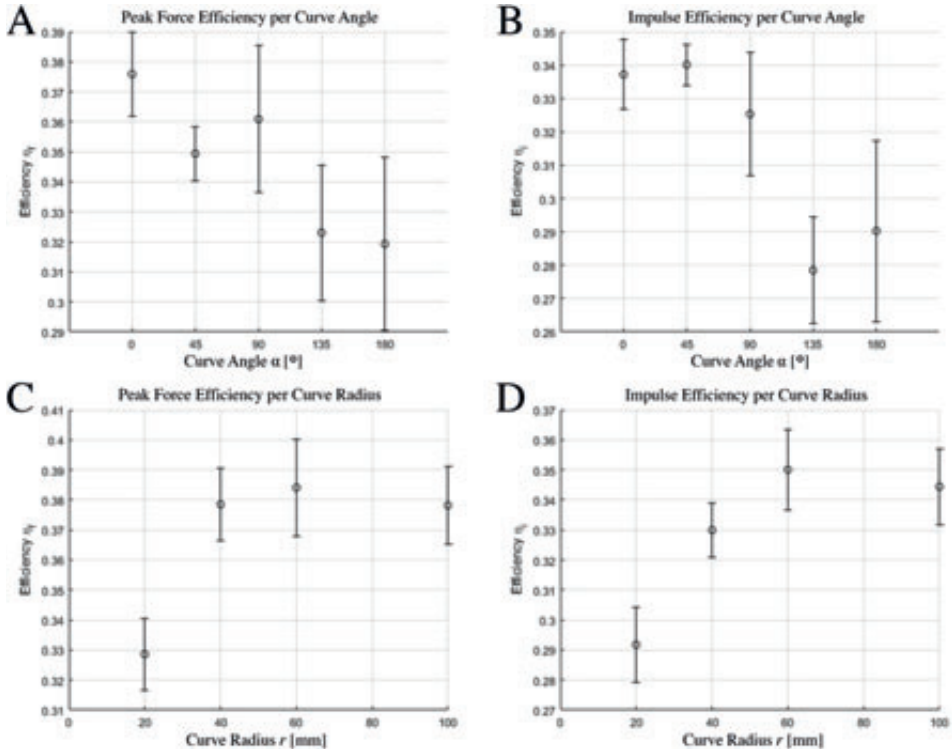 A
Peak Force Efficiency per Curve Angle
0.39
0.38
0.37
0.36
0.35
0.34
0.33
0.32
0.31
0.3
0.29
Efficiency ηf
0 45 90 135 180
Curve Angle α [°]
B
Impulse Efficiency per Curve Angle
0.35
0.34
0.33
0.32
0.31
0.3
0.29
0.28
0.27
0.26
Efficiency ηi
0 45 90 135 180
Curve Angle α [°]
C
Peak Force Efficiency per Curve Radius
0.41
0.4
0.39
0.38
0.37
0.36
0.35
0.34
0.33
0.32
0.31
Efficiency ηf
0 20 40 60 80 100
Curve Radius r [mm]
D
Impulse Efficiency per Curve Radius
0.37
0.36
0.35
0.34
0.33
0.32
0.31
0.3
0.29
0.28
0.27
Efficiency ηi
0 20 40 60 80 100
Curve Radius r [mm]